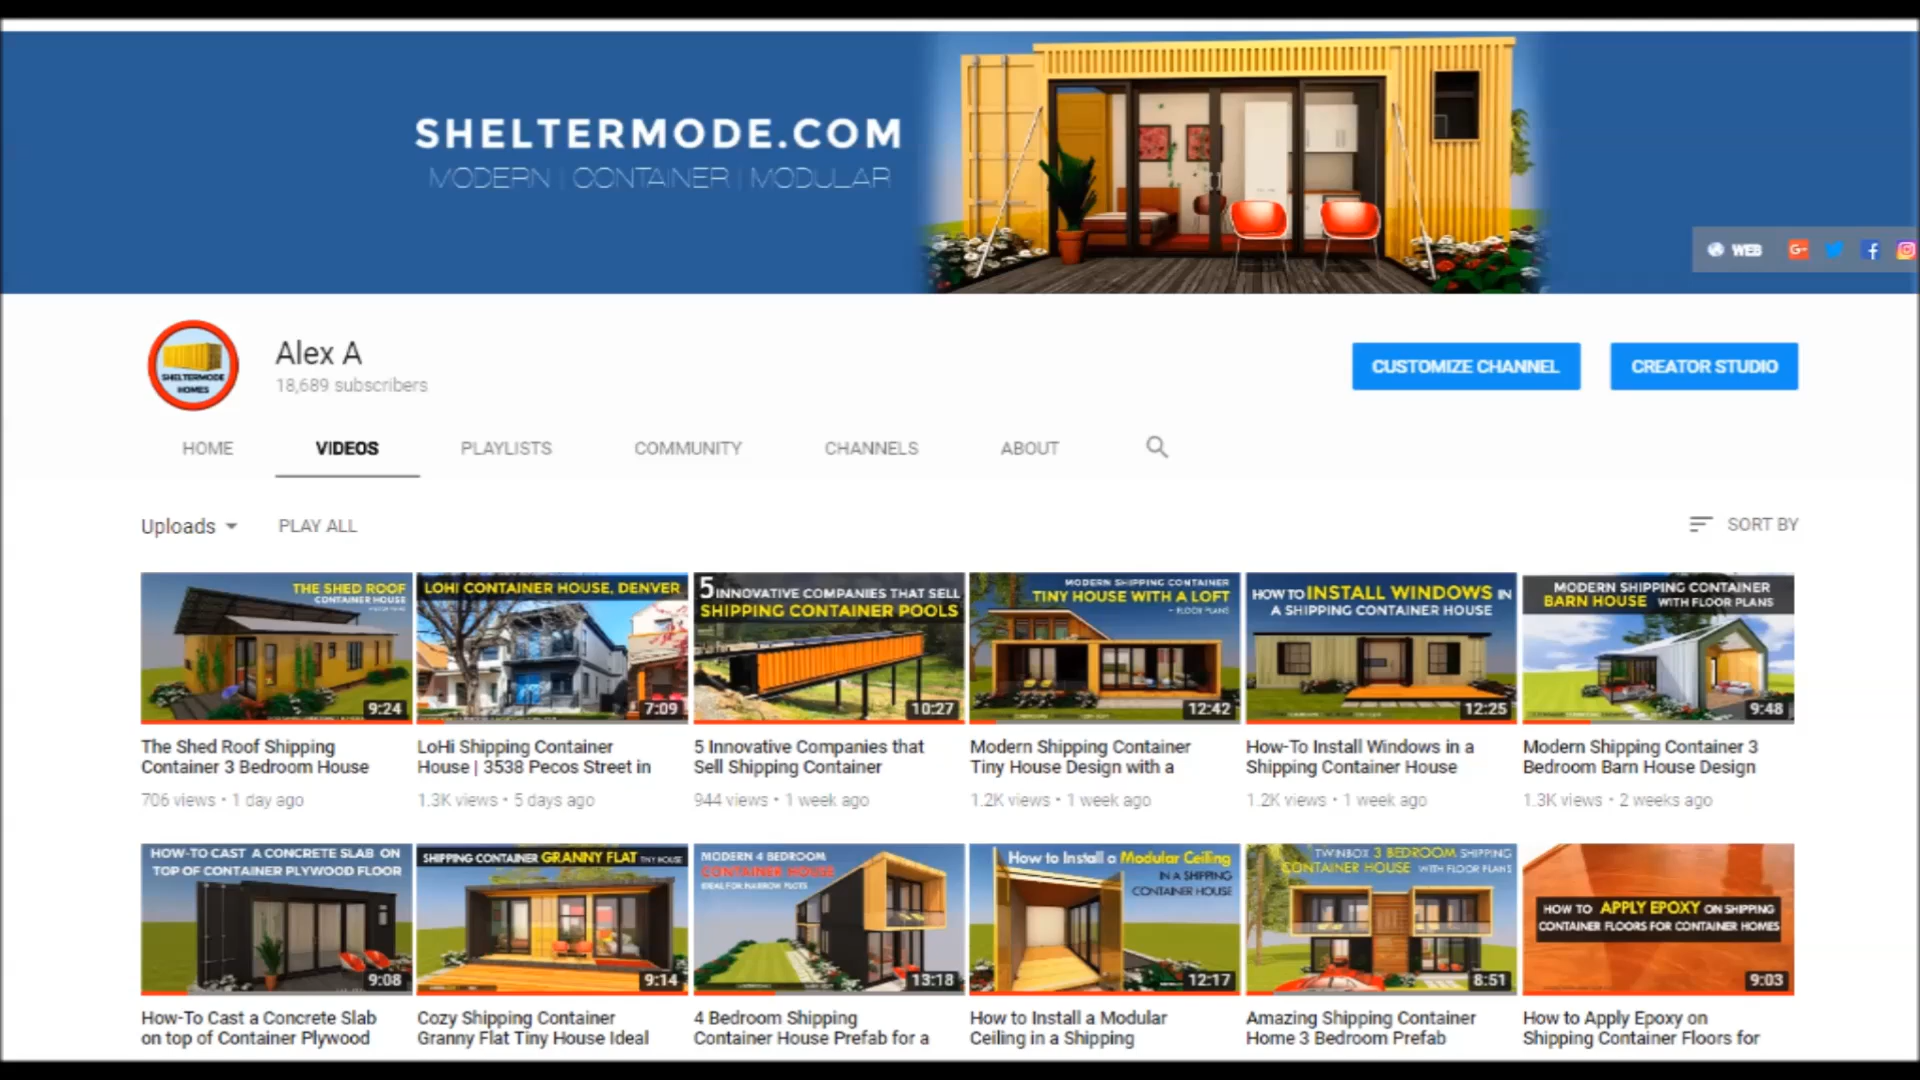 SHELTERMODE.COM
MODERN | CONTAINER | MODULAR
WEB
SHELTERMODE
HOMES
Alex A
18,689 subscribers
CUSTOMIZE CHANNEL
CREATOR STUDIO
HOME
VIDEOS
PLAYLISTS
COMMUNITY
CHANNELS
ABOUT
Uploads
PLAY ALL
SORT BY
THE SHED ROOF
CONTAINER HOUSE
9:24
The Shed Roof Shipping
Container 3 Bedroom House
706 views • 1 day ago
LOHI CONTAINER HOUSE, DENVER
7:09
LoHi Shipping Container
House | 3538 Pecos Street in
1.3K views • 5 days ago
5 INNOVATIVE COMPANIES THAT SELL
SHIPPING CONTAINER POOLS
10:27
5 Innovative Companies that
Sell Shipping Container
944 views • 1 week ago
MODERN SHIPPING CONTAINER
TINY HOUSE WITH A LOFT
+ FLOOR PLANS
12:42
Modern Shipping Container
Tiny House Design with a
1.2K views • 1 week ago
HOW TO INSTALL WINDOWS IN
A SHIPPING CONTAINER HOUSE
12:25
How-To Install Windows in a
Shipping Container House
1.2K views • 1 week ago
MODERN SHIPPING CONTAINER
BARN HOUSE WITH FLOOR PLANS
9:48
Modern Shipping Container 3
Bedroom Barn House Design
1.3K views • 2 weeks ago
HOW-TO CAST A CONCRETE SLAB ON
TOP OF CONTAINER PLYWOOD FLOOR
9:08
How-To Cast a Concrete Slab
on top of Container Plywood
SHIPPING CONTAINER GRANNY FLAT TINY HOUSE
9:14
Cozy Shipping Container
Granny Flat Tiny House Ideal
MODERN 4 BEDROOM
CONTAINER HOUSE
IDEAL FOR NARROW PLOTS
13:18
4 Bedroom Shipping
Container House Prefab for a
How to Install a Modular Ceiling
IN A SHIPPING
CONTAINER HOUSE
12:17
How to Install a Modular
Ceiling in a Shipping
TWINBOX 3 BEDROOM SHIPPING
CONTAINER HOUSE WITH FLOOR PLANS
8:51
Amazing Shipping Container
Home 3 Bedroom Prefab
HOW TO APPLY EPOXY ON SHIPPING
CONTAINER FLOORS FOR CONTAINER HOMES
9:03
How to Apply Epoxy on
Shipping Container Floors for